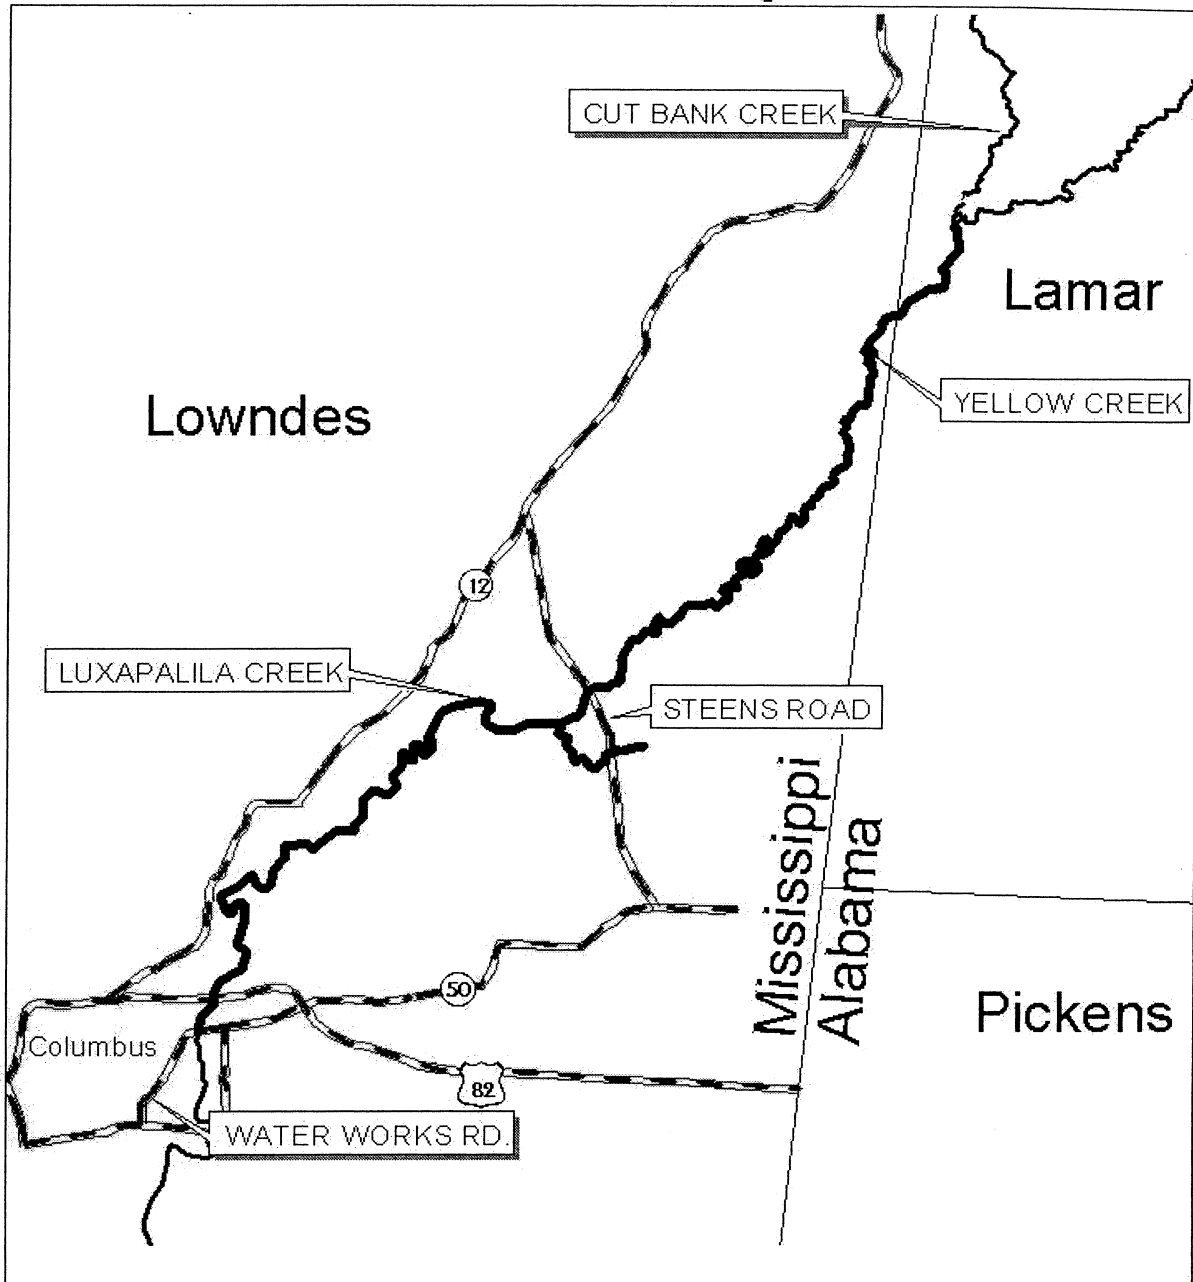 CUT BANK CREEK
Lamar
YELLOW CREEK
Lowndes
12
LUXAPALILA CREEK
STEENS ROAD
Mississippi
Alabama
50
Pickens
Columbus
82
WATER WORKS RD.